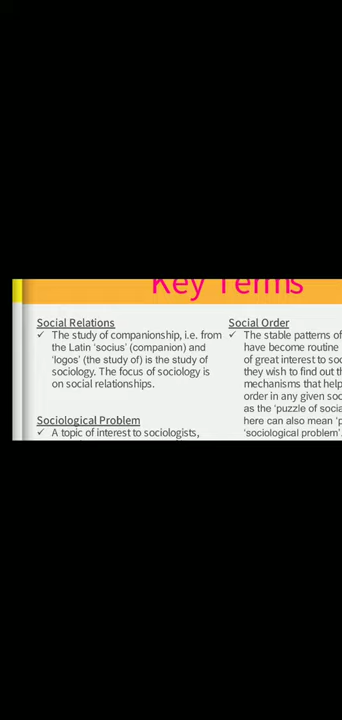 Key Terms
Social Relations
✓ The study of companionship, i.e. from
the Latin 'socius' (companion) and
'logos' (the study of) is the study of
sociology. The focus of sociology is
on social relationships.
Sociological Problem
✓ A topic of interest to sociologists,
Social Order
✓ The stable patterns of
have become routine
of great interest to soc
they wish to find out th
mechanisms that help
order in any given soc
as the 'puzzle of socia
here can also mean 'p
'sociological problem'.